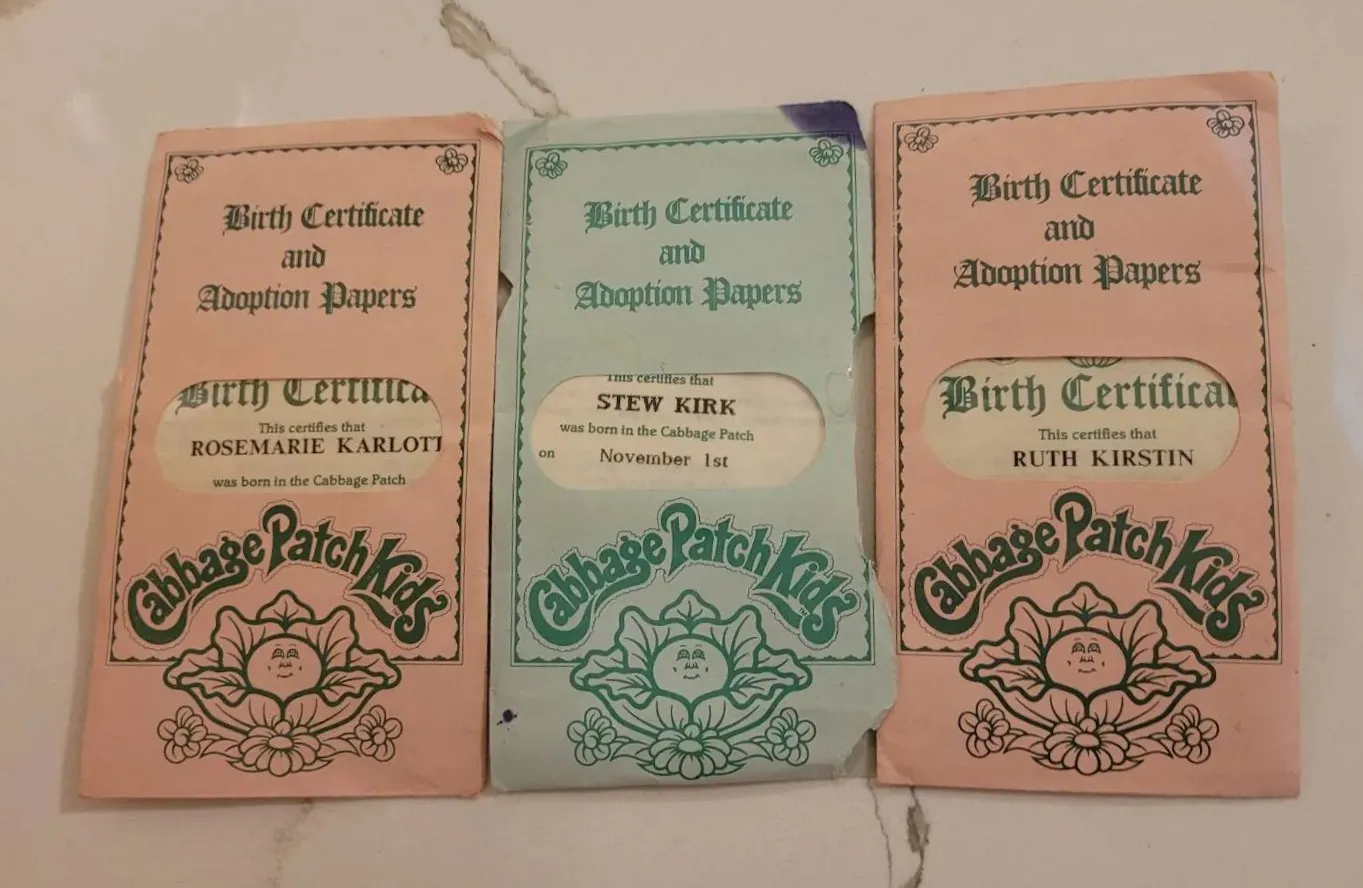 Birth Certificate
and
Adoption Papers
Birth Certifica
This certifies that
ROSEMARIE KARLOTT
was born in the Cabbage Patch
Cabbage Patch Kids
Birth Certificate
and
Adoption Papers
This certifies that
STEW KIRK
was born in the Cabbage Patch
on November 1st
Cabbage Patch Kids
TM
Birth Certificate
and
Adoption Papers
Birth Certificat
This certifies that
RUTH KIRSTIN
Cabbage Patch Kids